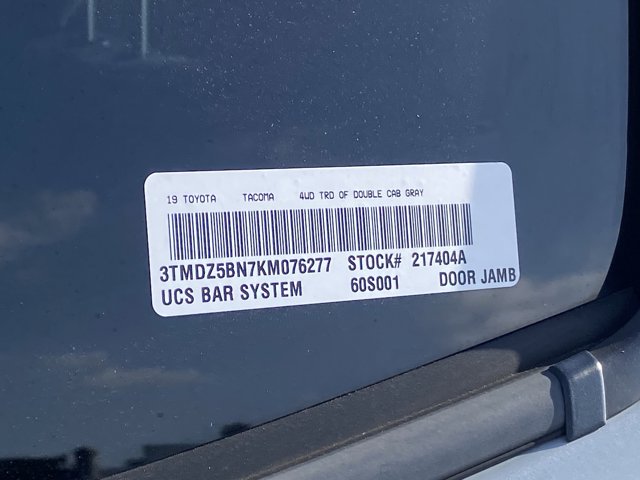 19 TOYOTA TACOMA 4WD TRD OF DOUBLE CAB GRAY
3TMDZ5BN7KM076277 STOCK# 217404A
UCS BAR SYSTEM 60S001 DOOR JAMB